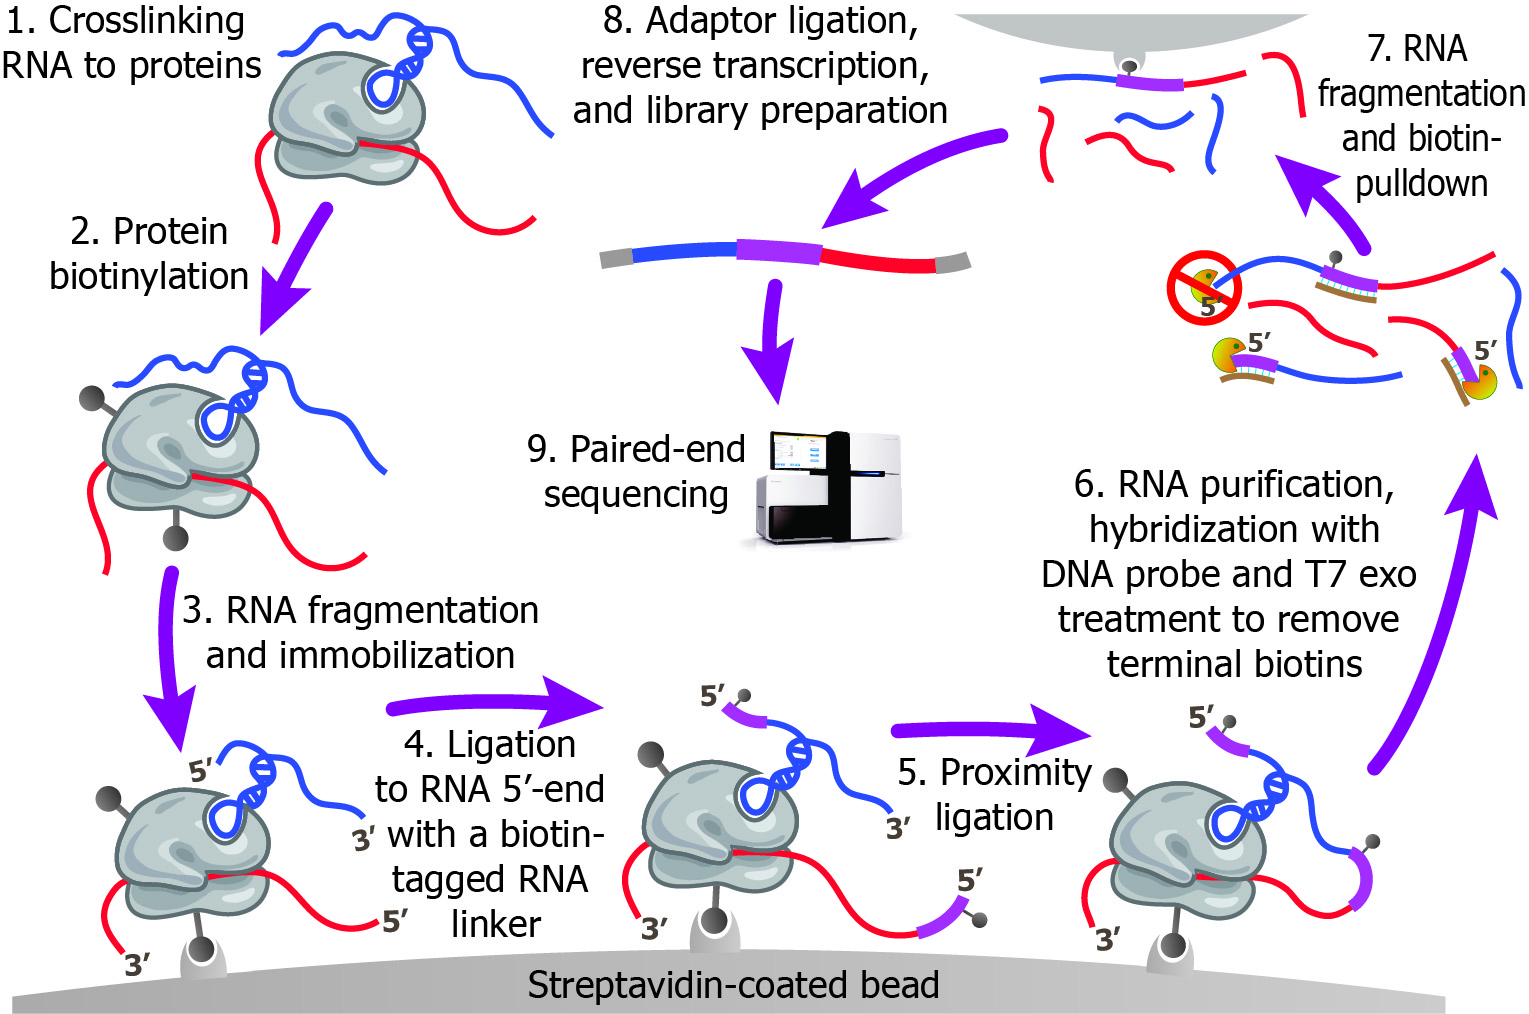 1. Crosslinking
RNA to proteins
2. Protein
biotinylation
3. RNA fragmentation
and immobilization
5′
3′
5′
3′
4. Ligation
to RNA 5′-end
with a biotin-
tagged RNA
linker
5′
3′
5′
3′
5. Proximity
ligation
5′
3′
Streptavidin-coated bead
6. RNA purification,
hybridization with
DNA probe and T7 exo
treatment to remove
terminal biotins
5′
5′
5′
7. RNA
fragmentation
and biotin-
pulldown
8. Adaptor ligation,
reverse transcription,
and library preparation
9. Paired-end
sequencing